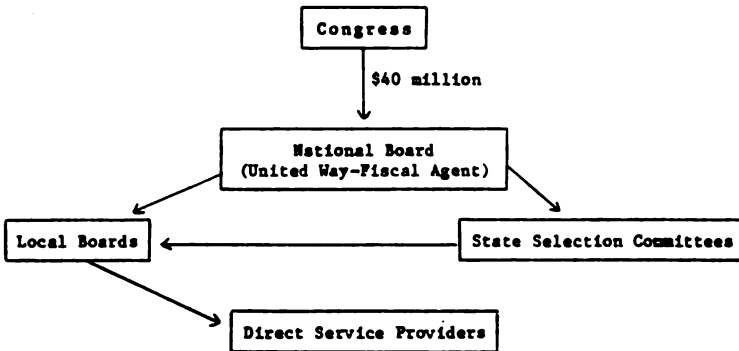 Congress
$40 million
National Board
(United Way-Fiscal Agent)
Local Boards
State Selection Committees
Direct Service Providers